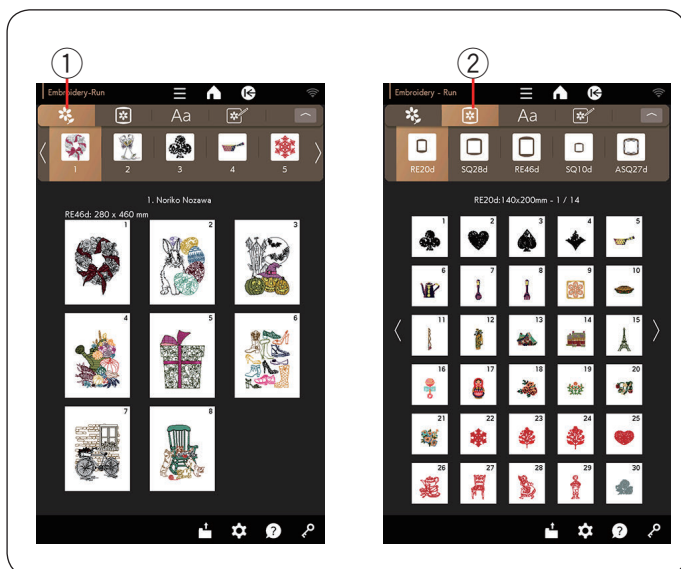 ①
Embroidery-Run
Aa
1 2 3 4 5
1. Noriko Nozawa
RE46d: 280 x 460 mm
1 2 3
4 5 6
7 8
②
Embroidery - Run
Aa
RE20d SQ28d RE46d SQ10d ASQ27d
RE20d:140x200mm - 1 / 14
1 2 3 4 5
6 7 8 9 10
11 12 13 14 15
16 17 18 19 20
21 22 23 24 25
26 27 28 29 30